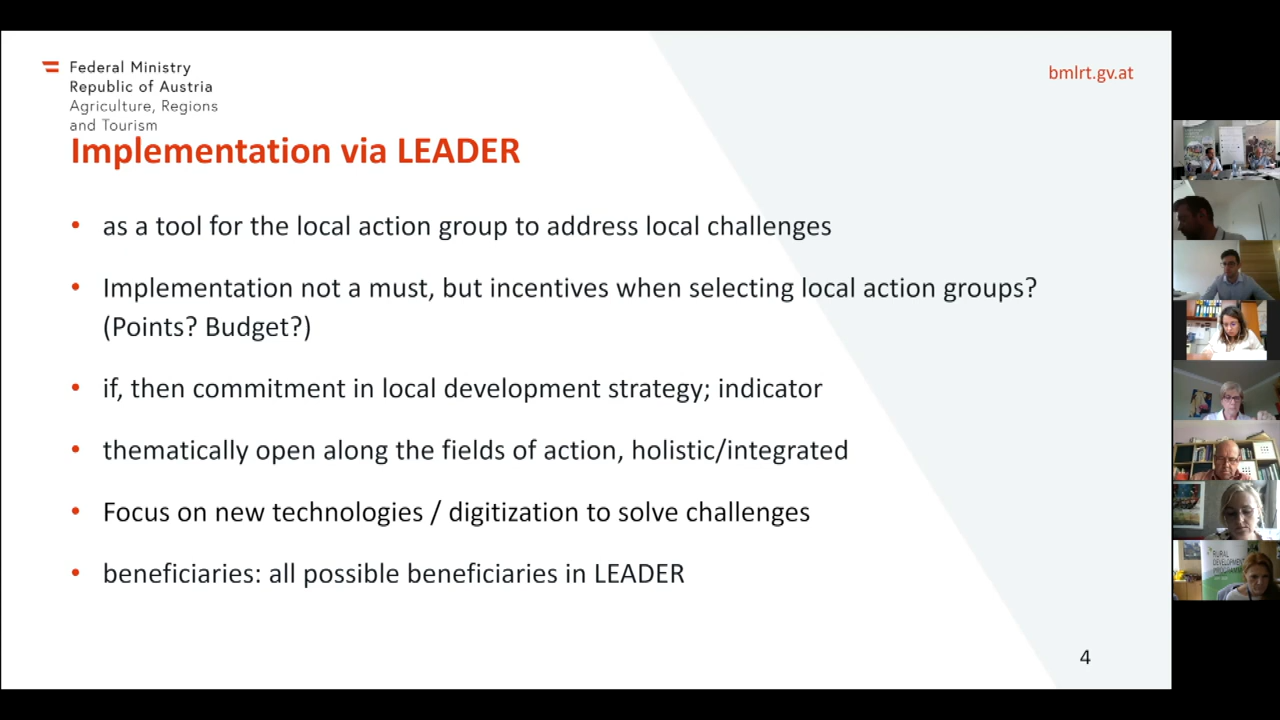 Federal Ministry
Republic of Austria
Agriculture, Regions
and Tourism
bmlrt.gv.at
Implementation via LEADER
• as a tool for the local action group to address local challenges
• Implementation not a must, but incentives when selecting local action groups?
(Points? Budget?)
• if, then commitment in local development strategy; indicator
• thematically open along the fields of action, holistic/integrated
• Focus on new technologies / digitization to solve challenges
• beneficiaries: all possible beneficiaries in LEADER
4
RURAL
DEVELOPMENT